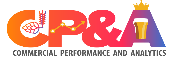 CP&A
COMMERCIAL PERFORMANCE AND ANALYTICS